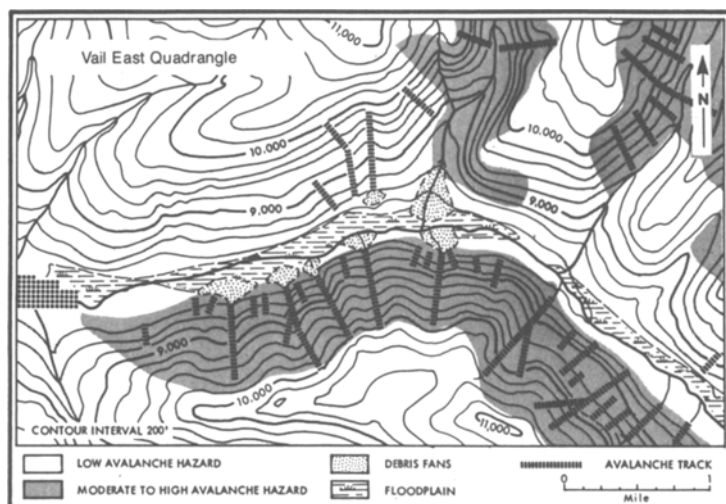 11,000
Vail East Quadrangle
N
10,000
10,000
9,000
9,000
9,000
10,000
11,000
CONTOUR INTERVAL 200'
LOW AVALANCHE HAZARD
DEBRIS FANS
AVALANCHE TRACK
MODERATE TO HIGH AVALANCHE HAZARD
FLOODPLAIN
0 1
Mile